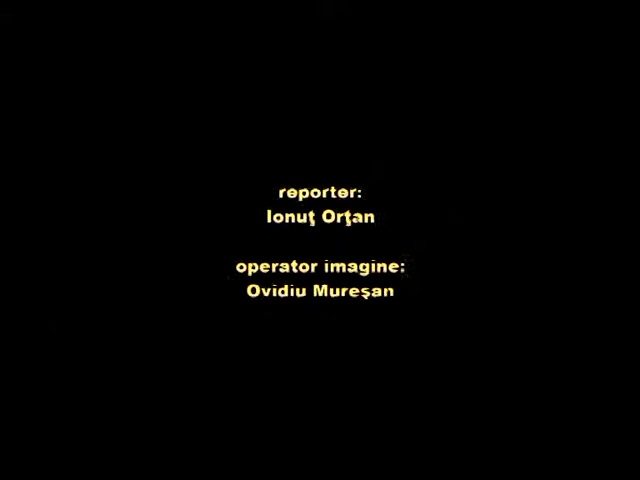 reporter:
Ionuţ Orţan
operator imagine:
Ovidiu Mureşan